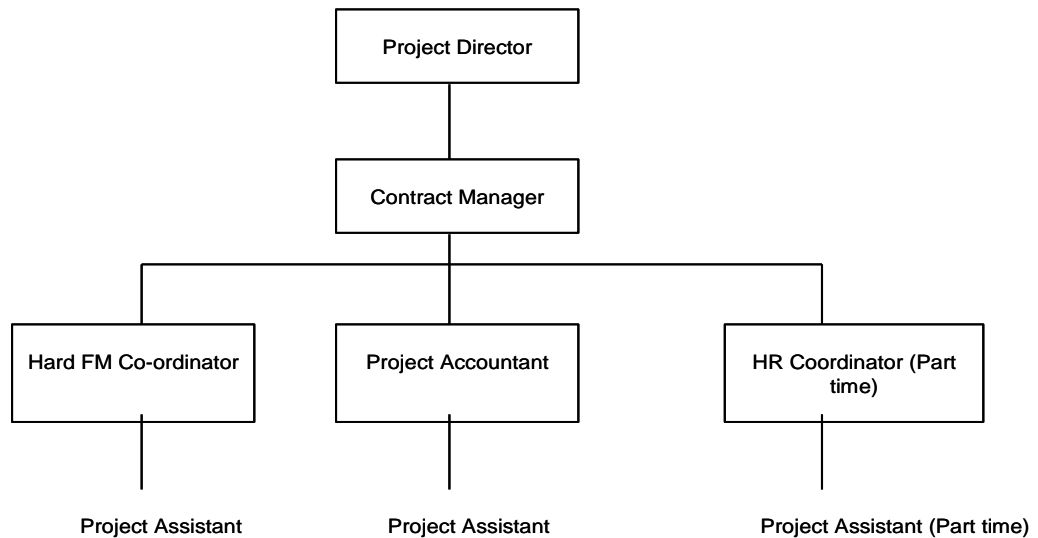 Project Director
Contract Manager
Hard FM Co-ordinator
Project Accountant
HR Coordinator (Part
time)
Project Assistant
Project Assistant
Project Assistant (Part time)